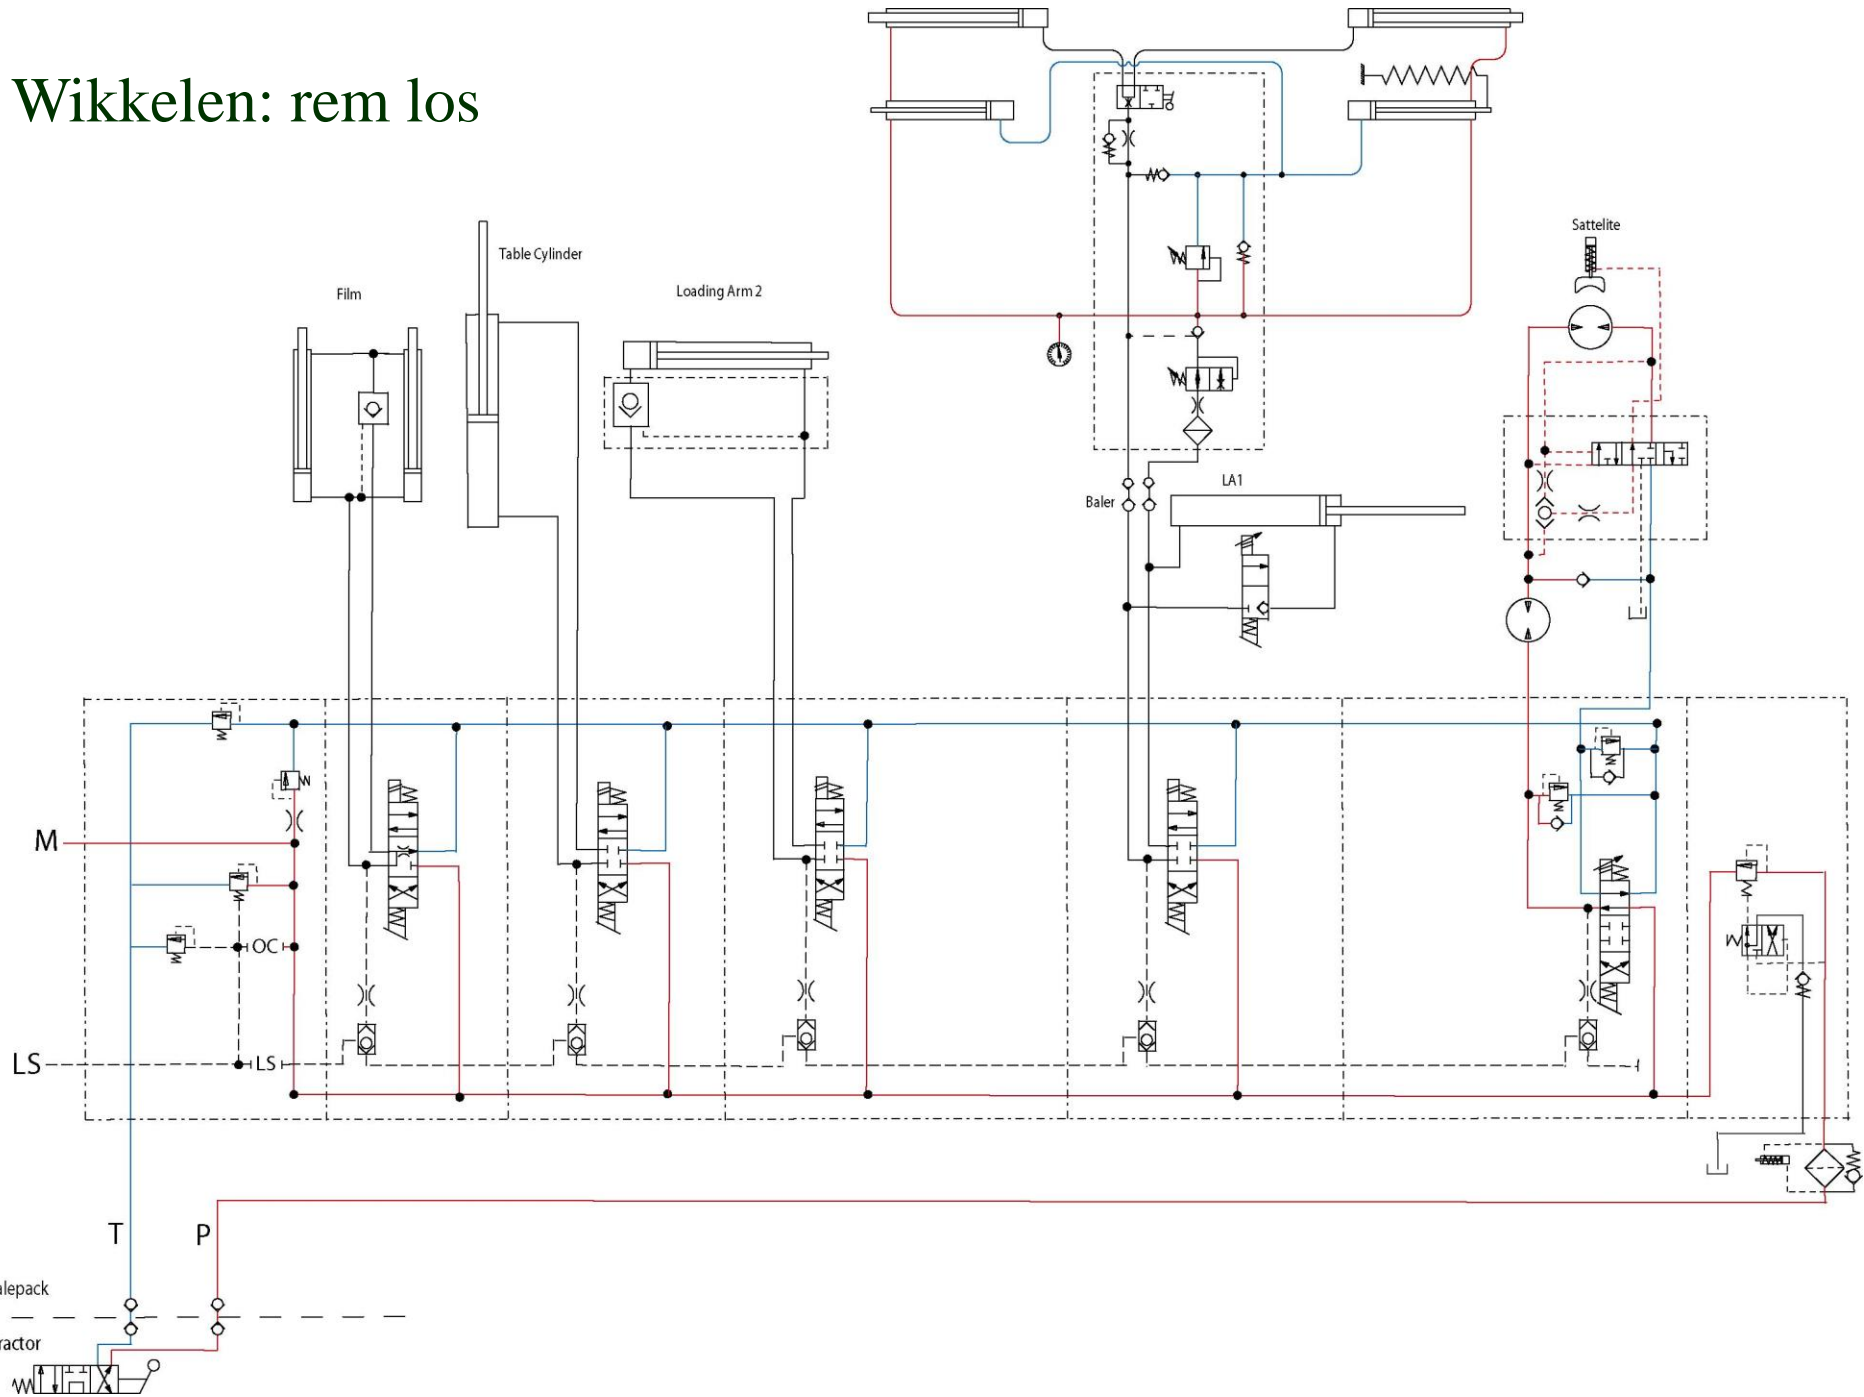 Wikkelen: rem los
Sattelite
Table Cylinder
Film
Loading Arm 2
LA1
Baler
M
OC
LS
LS
T
P
alepack
ractor